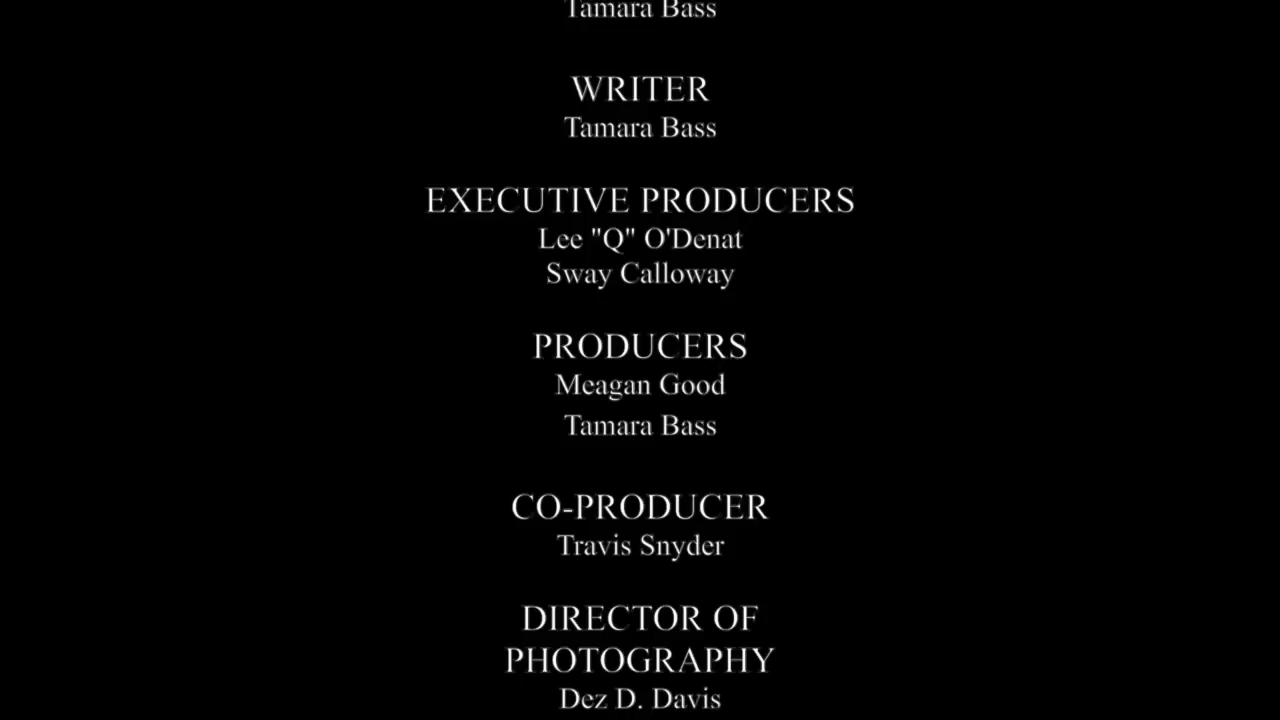 Tamara Bass
WRITER
Tamara Bass
EXECUTIVE PRODUCERS
Lee "Q" O'Denat
Sway Calloway
PRODUCERS
Meagan Good
Tamara Bass
CO-PRODUCER
Travis Snyder
DIRECTOR OF
PHOTOGRAPHY
Dez D. Davis